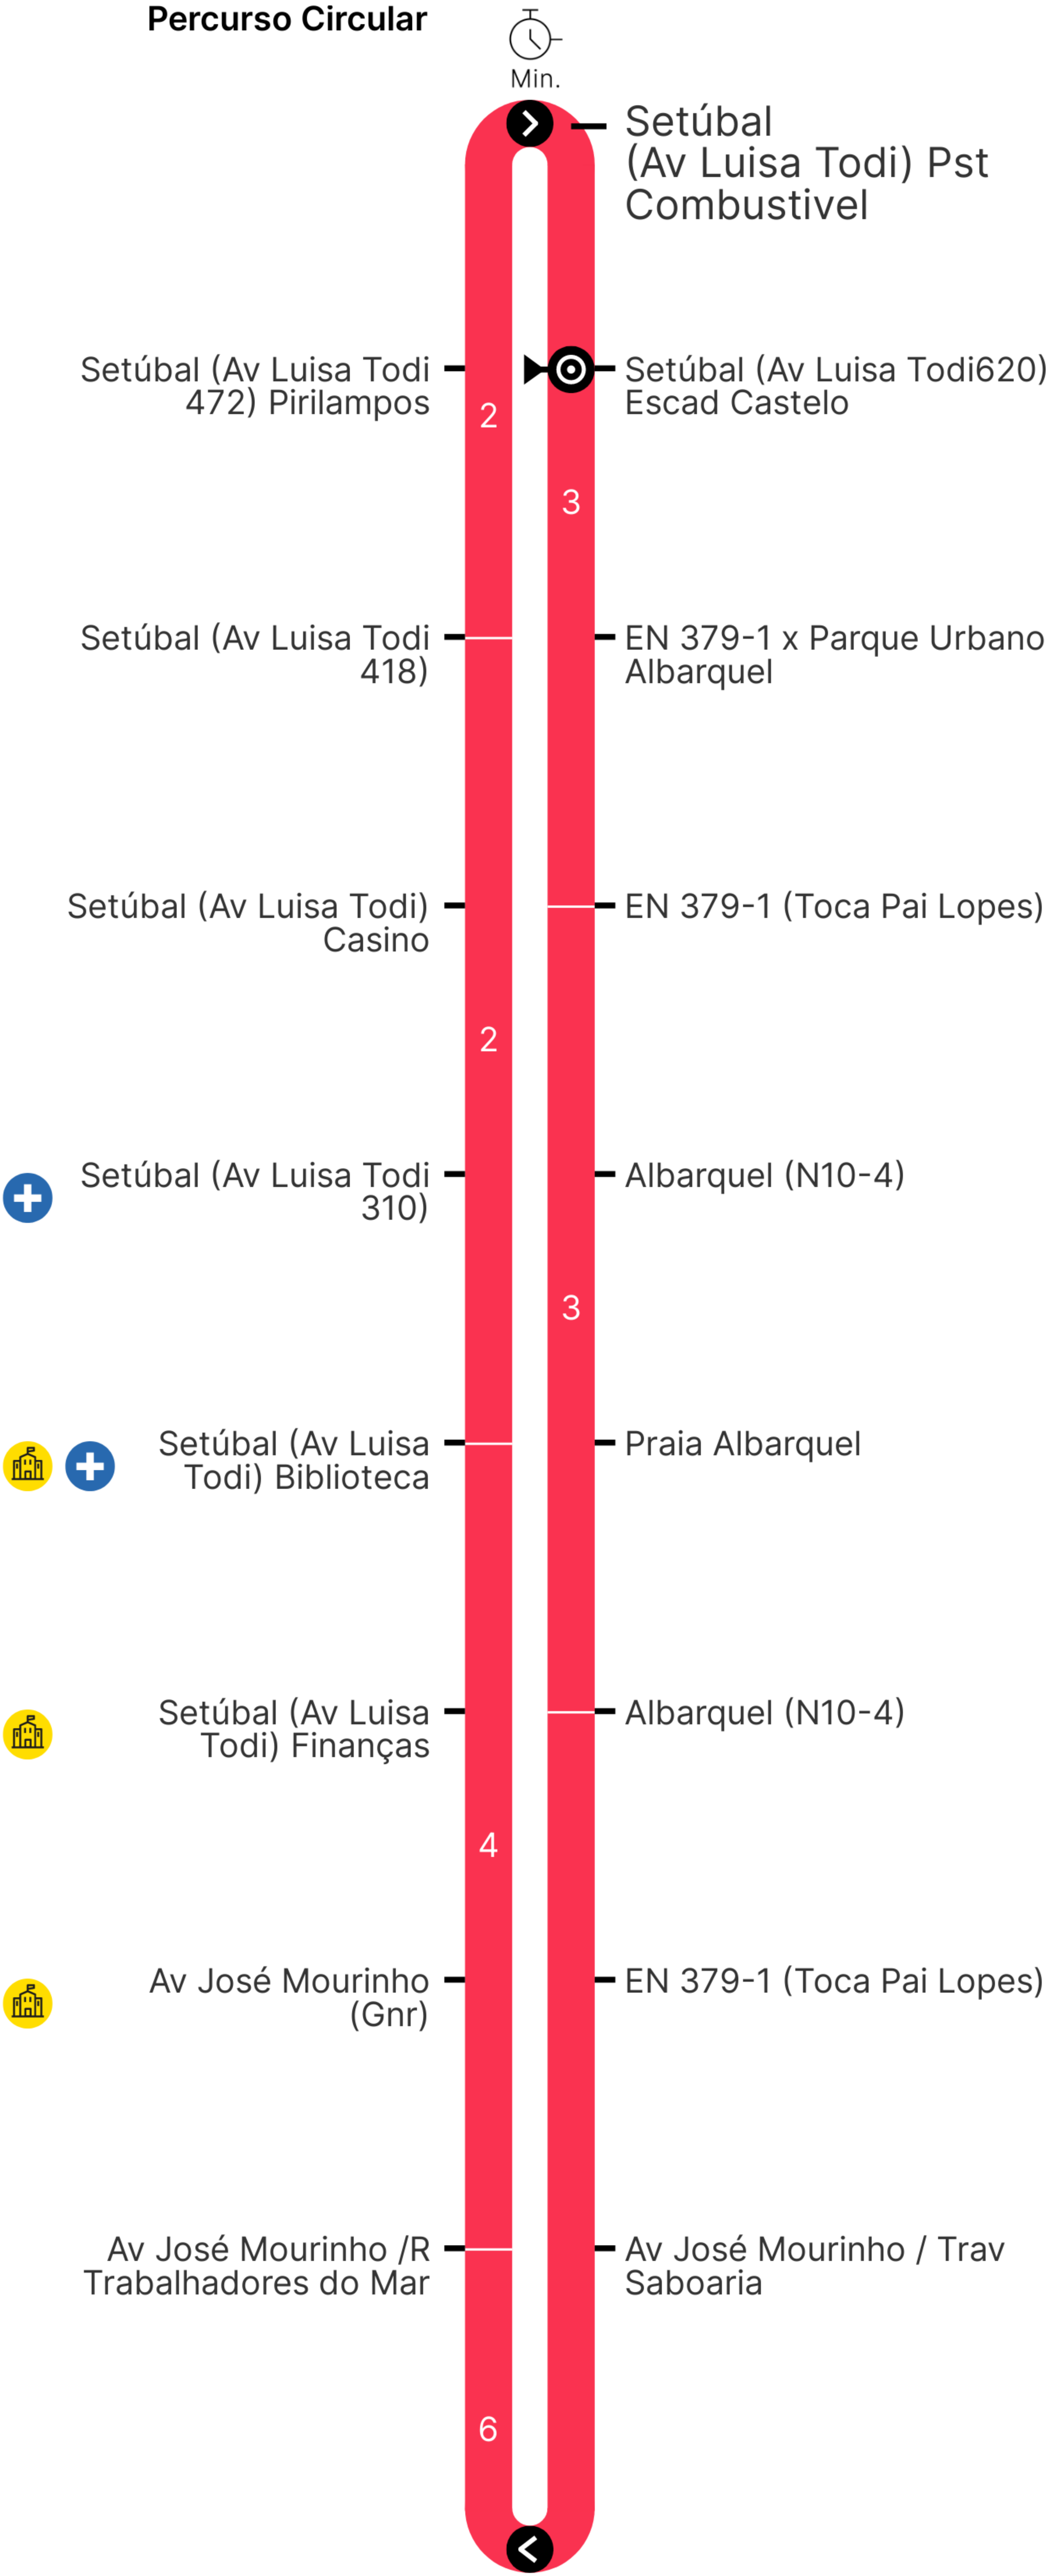 Percurso Circular
Min.
Setúbal
(Av Luisa Todi) Pst
Combustivel
Setúbal (Av Luisa Todi
472) Pirilampos
2
Setúbal (Av Luisa Todi620)
Escad Castelo
3
Setúbal (Av Luisa Todi
418)
EN 379-1 x Parque Urbano
Albarquel
Setúbal (Av Luisa Todi)
Casino
EN 379-1 (Toca Pai Lopes)
2
Setúbal (Av Luisa Todi
310)
Albarquel (N10-4)
3
Setúbal (Av Luisa
Todi) Biblioteca
Praia Albarquel
Setúbal (Av Luisa
Todi) Finanças
Albarquel (N10-4)
4
Av José Mourinho
(Gnr)
EN 379-1 (Toca Pai Lopes)
Av José Mourinho /R
Trabalhadores do Mar
Av José Mourinho / Trav
Saboaria
6